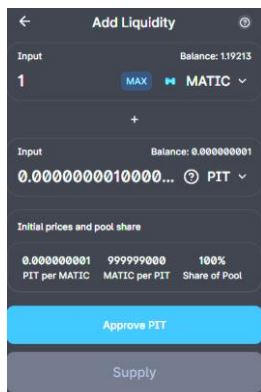 Add Liquidity
Input Balance: 1.19213
1 MAX MATIC
+
Input Balance: 0.000000001
0.0000000010000... PIT
Initial prices and pool share
0.000000001 999999000 100%
PIT per MATIC MATIC per PIT Share of Pool
Approve PIT
Supply